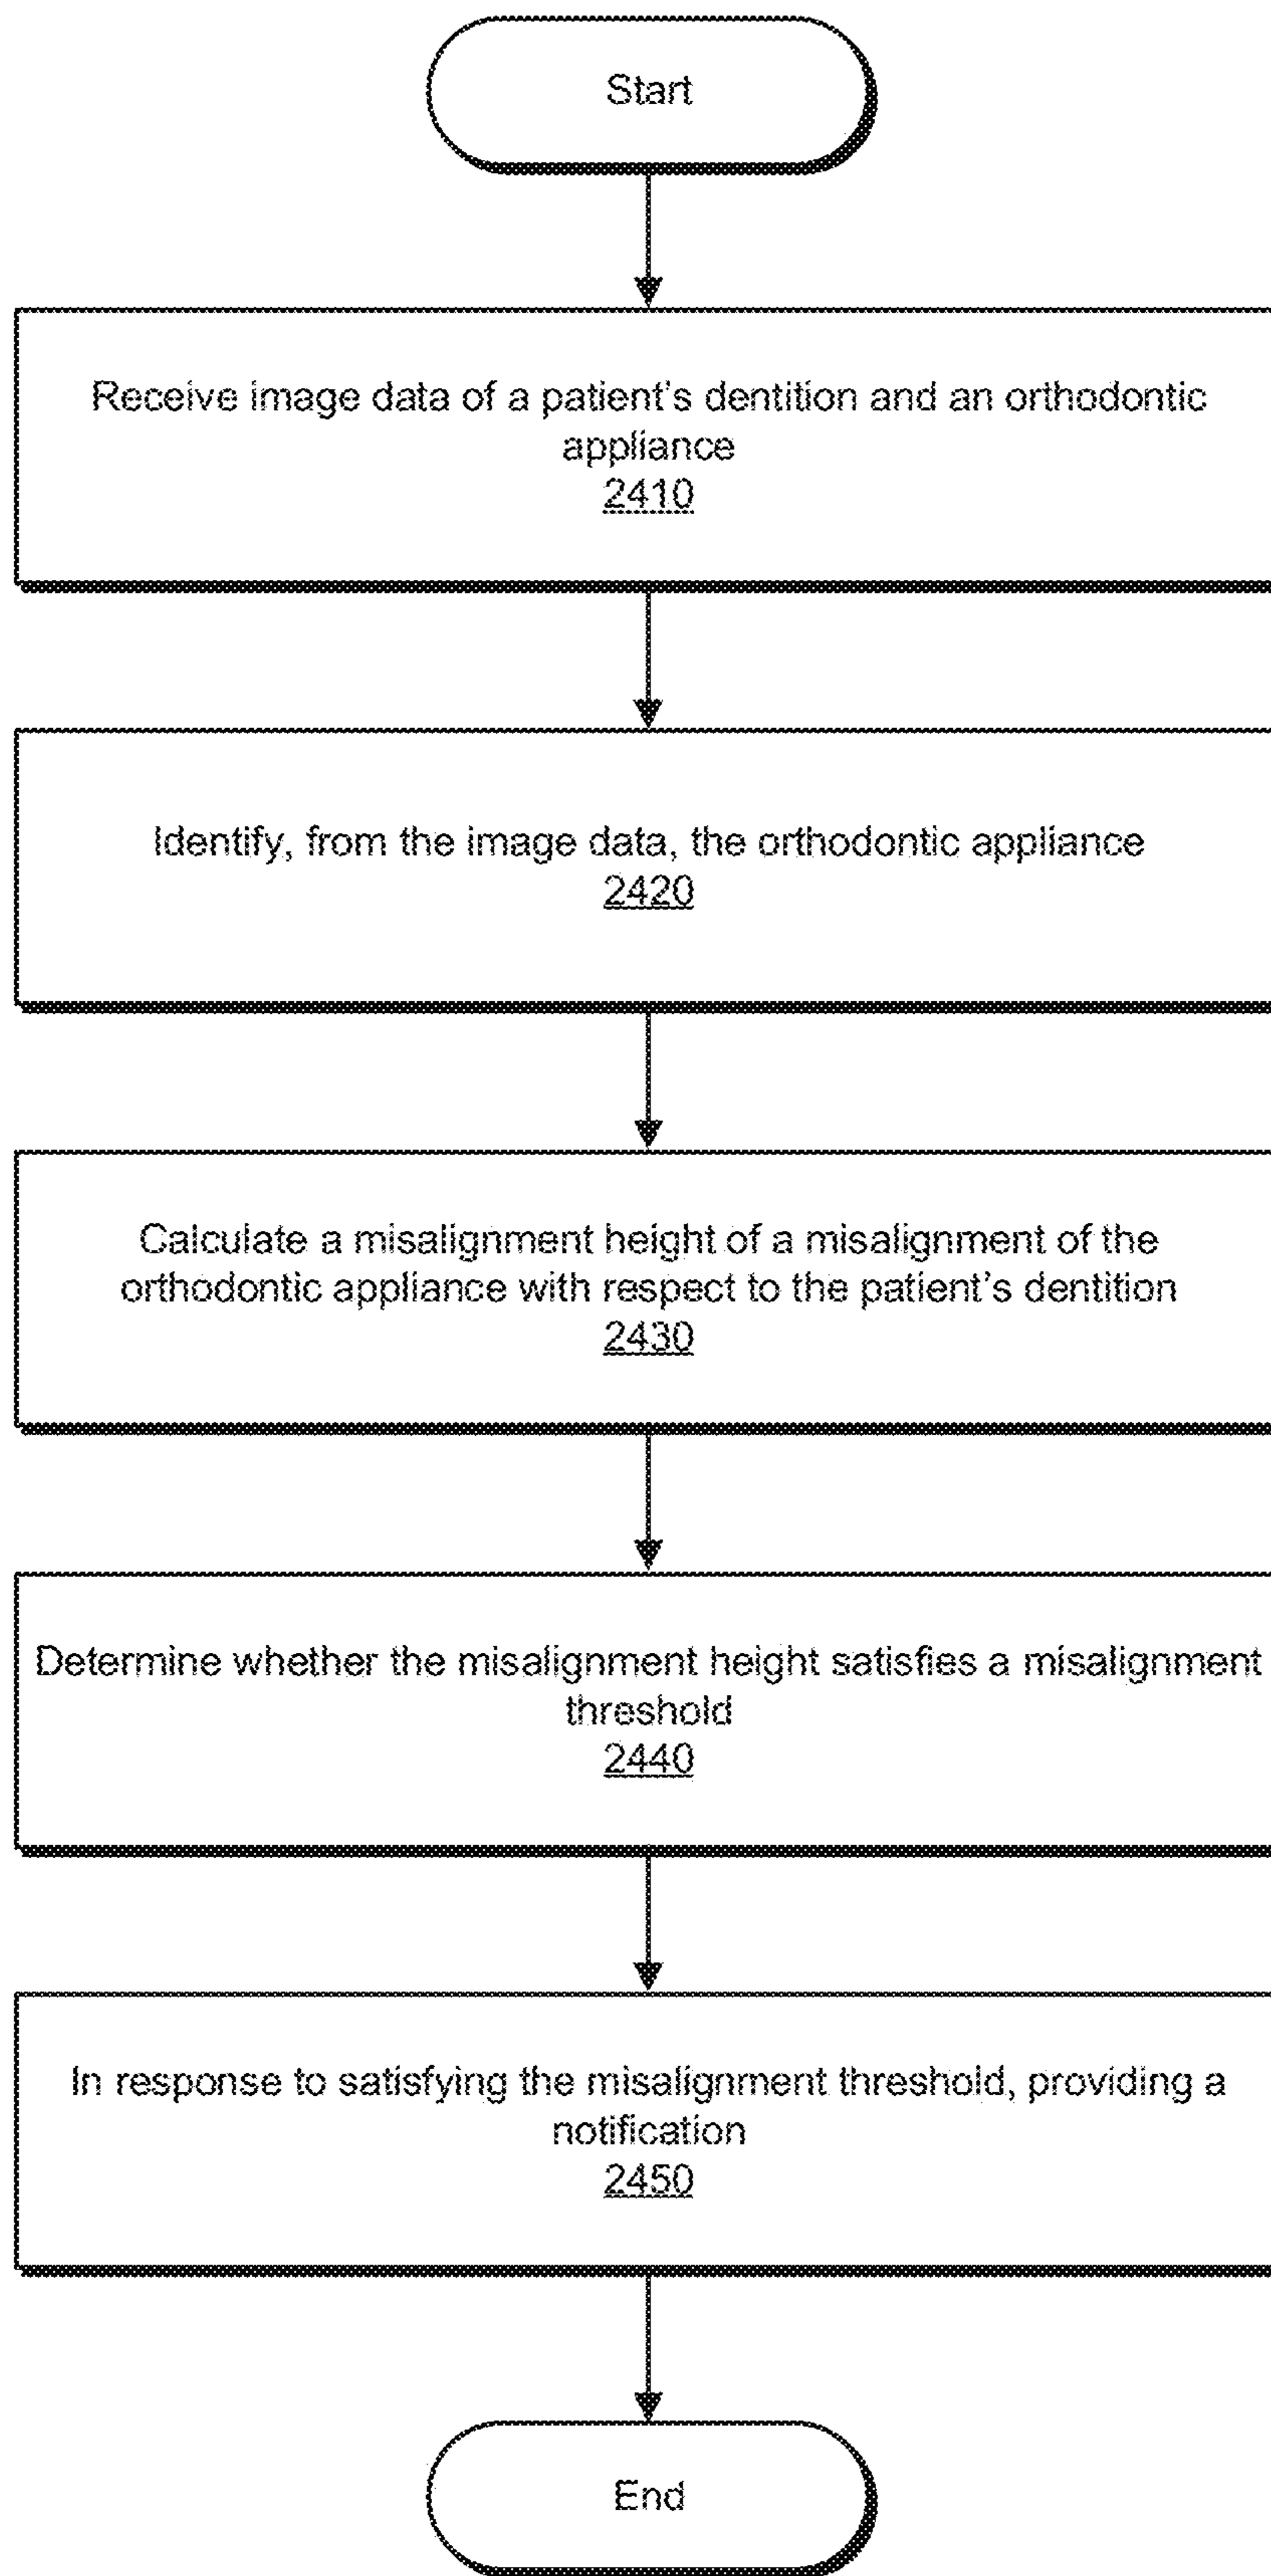 Start
Receive image data of a patient's dentition and an orthodontic
appliance
2410
Identify, from the image data, the orthodontic appliance
2420
Calculate a misalignment height of a misalignment of the
orthodontic appliance with respect to the patient's dentition
2430
Determine whether the misalignment height satisfies a misalignment
threshold
2440
In response to satisfying the misalignment threshold, providing a
notification
2450
End